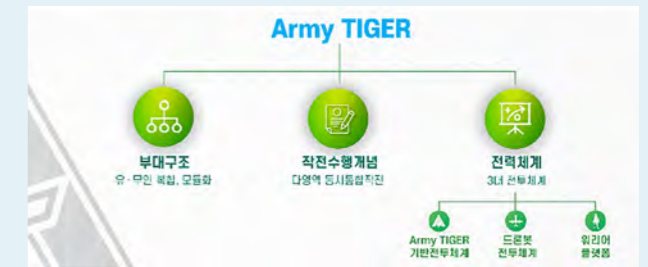 Army TIGER
부대구조
유·무인 복합, 모듈화
작전수행개념
다영역 동시통합작전
전력체계
3대 전투체계
Army TIGER
기반전투체계
드론봇
전투체계
워리어
플랫폼